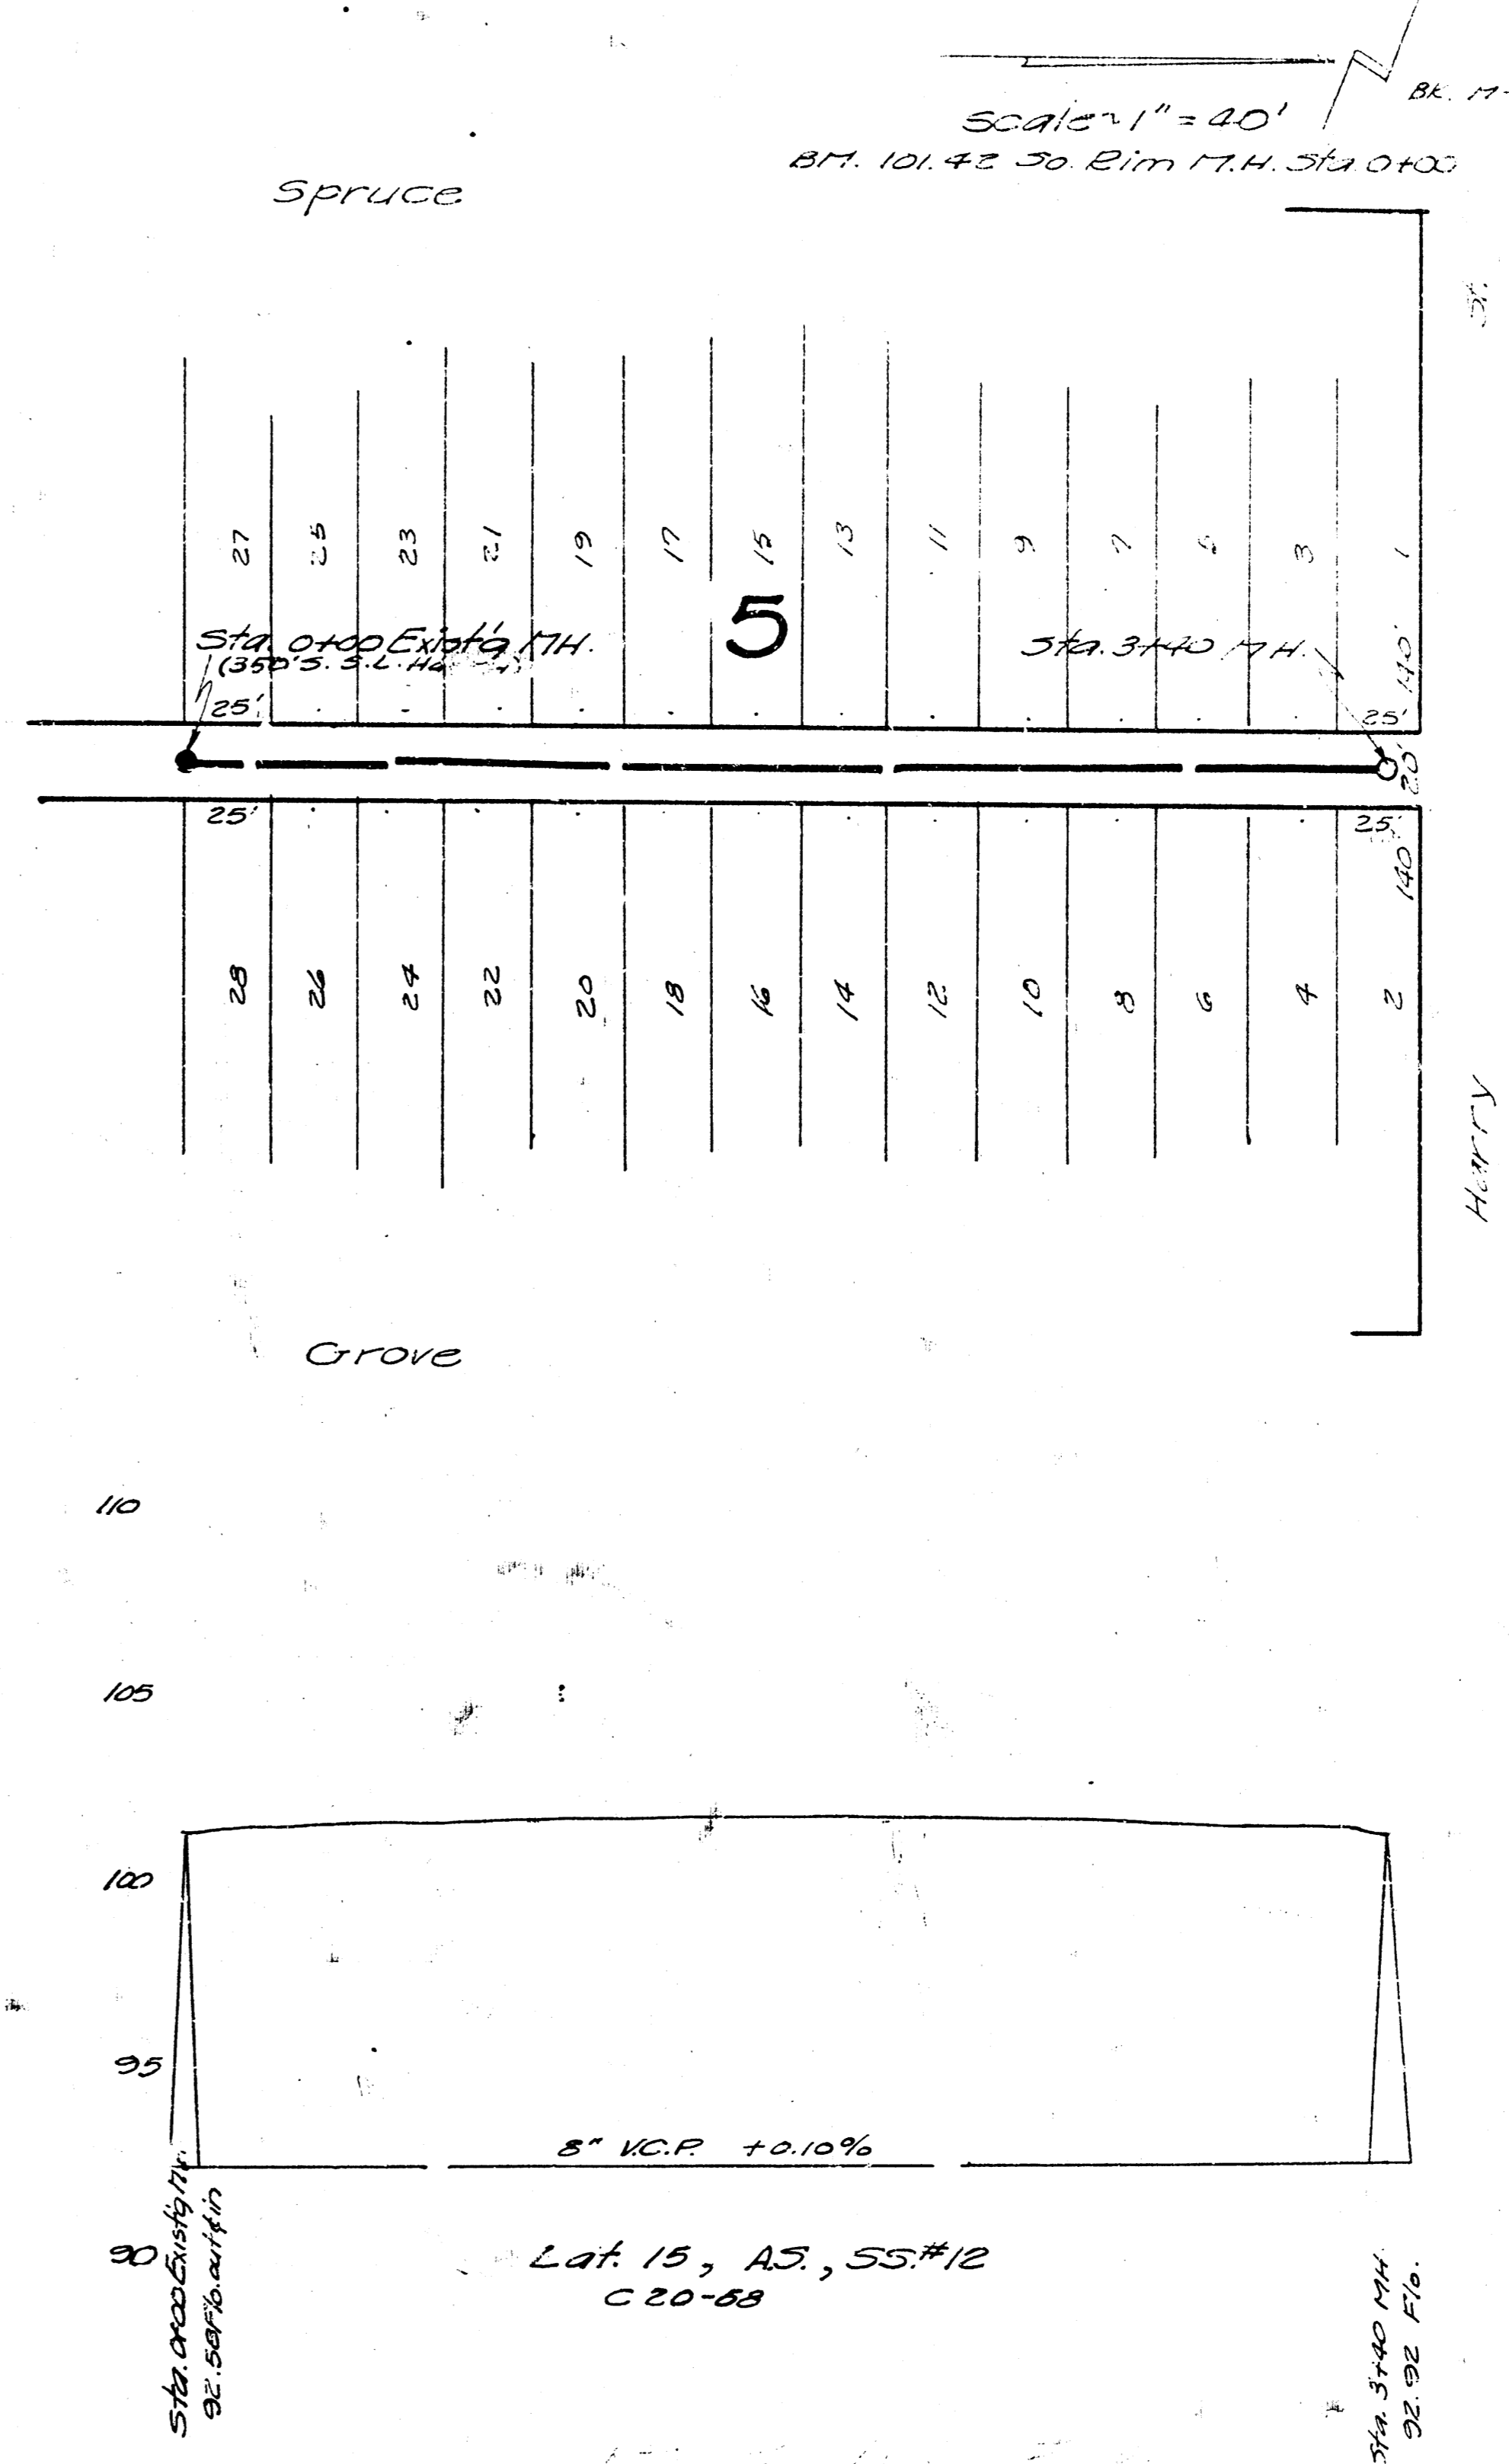 BK. M-
Scale~1"=40'
BM. 101.42 So. Rim M.H. Sta. 0+00
Spruce
St.
27 25 23 21 19 17 15 13 11 9 7 5 3 1
5
Sta. 0+00 Exist'g MH.
(350' S. S.L.
Sta. 3+40 MH.
140'
25'
25'
20'
25'
25'
140'
28 26 24 22 20 18 16 14 12 10 8 6 4 2
Harry
Grove
110
105
100
95
8" V.C.P. +0.10%
90
Sta. 0+00 Exist'g MH.
Flo. out & in
Lat. 15, A.S., SS.#12
C 20-58
Sta. 3+40 MH.
92.92 Flo.